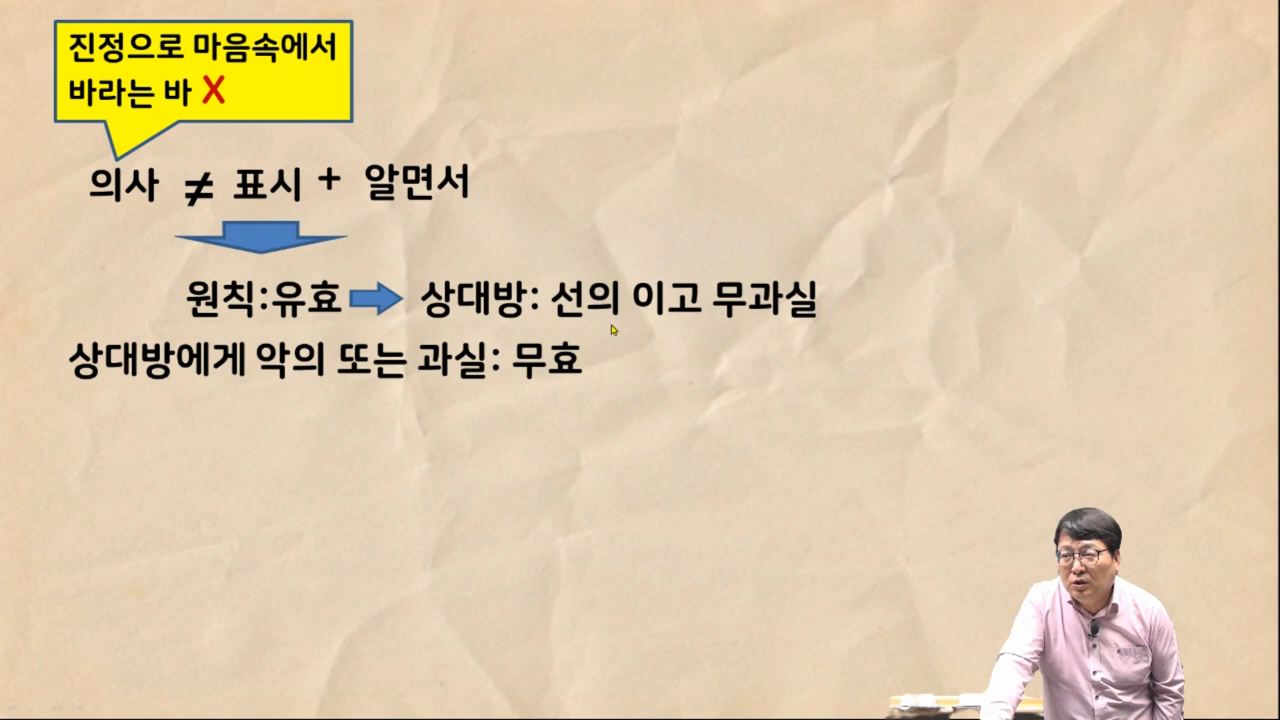 진정으로 마음속에서
바라는 바 X
의사 ≠ 표시 + 알면서
원칙:유효 상대방: 선의 이고 무과실
상대방에게 악의 또는 과실: 무효